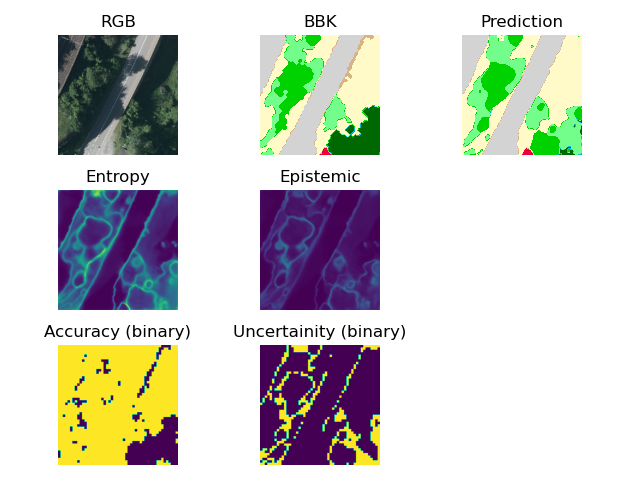 RGB
BBK
Prediction
Entropy
Epistemic
Accuracy (binary)
Uncertainity (binary)